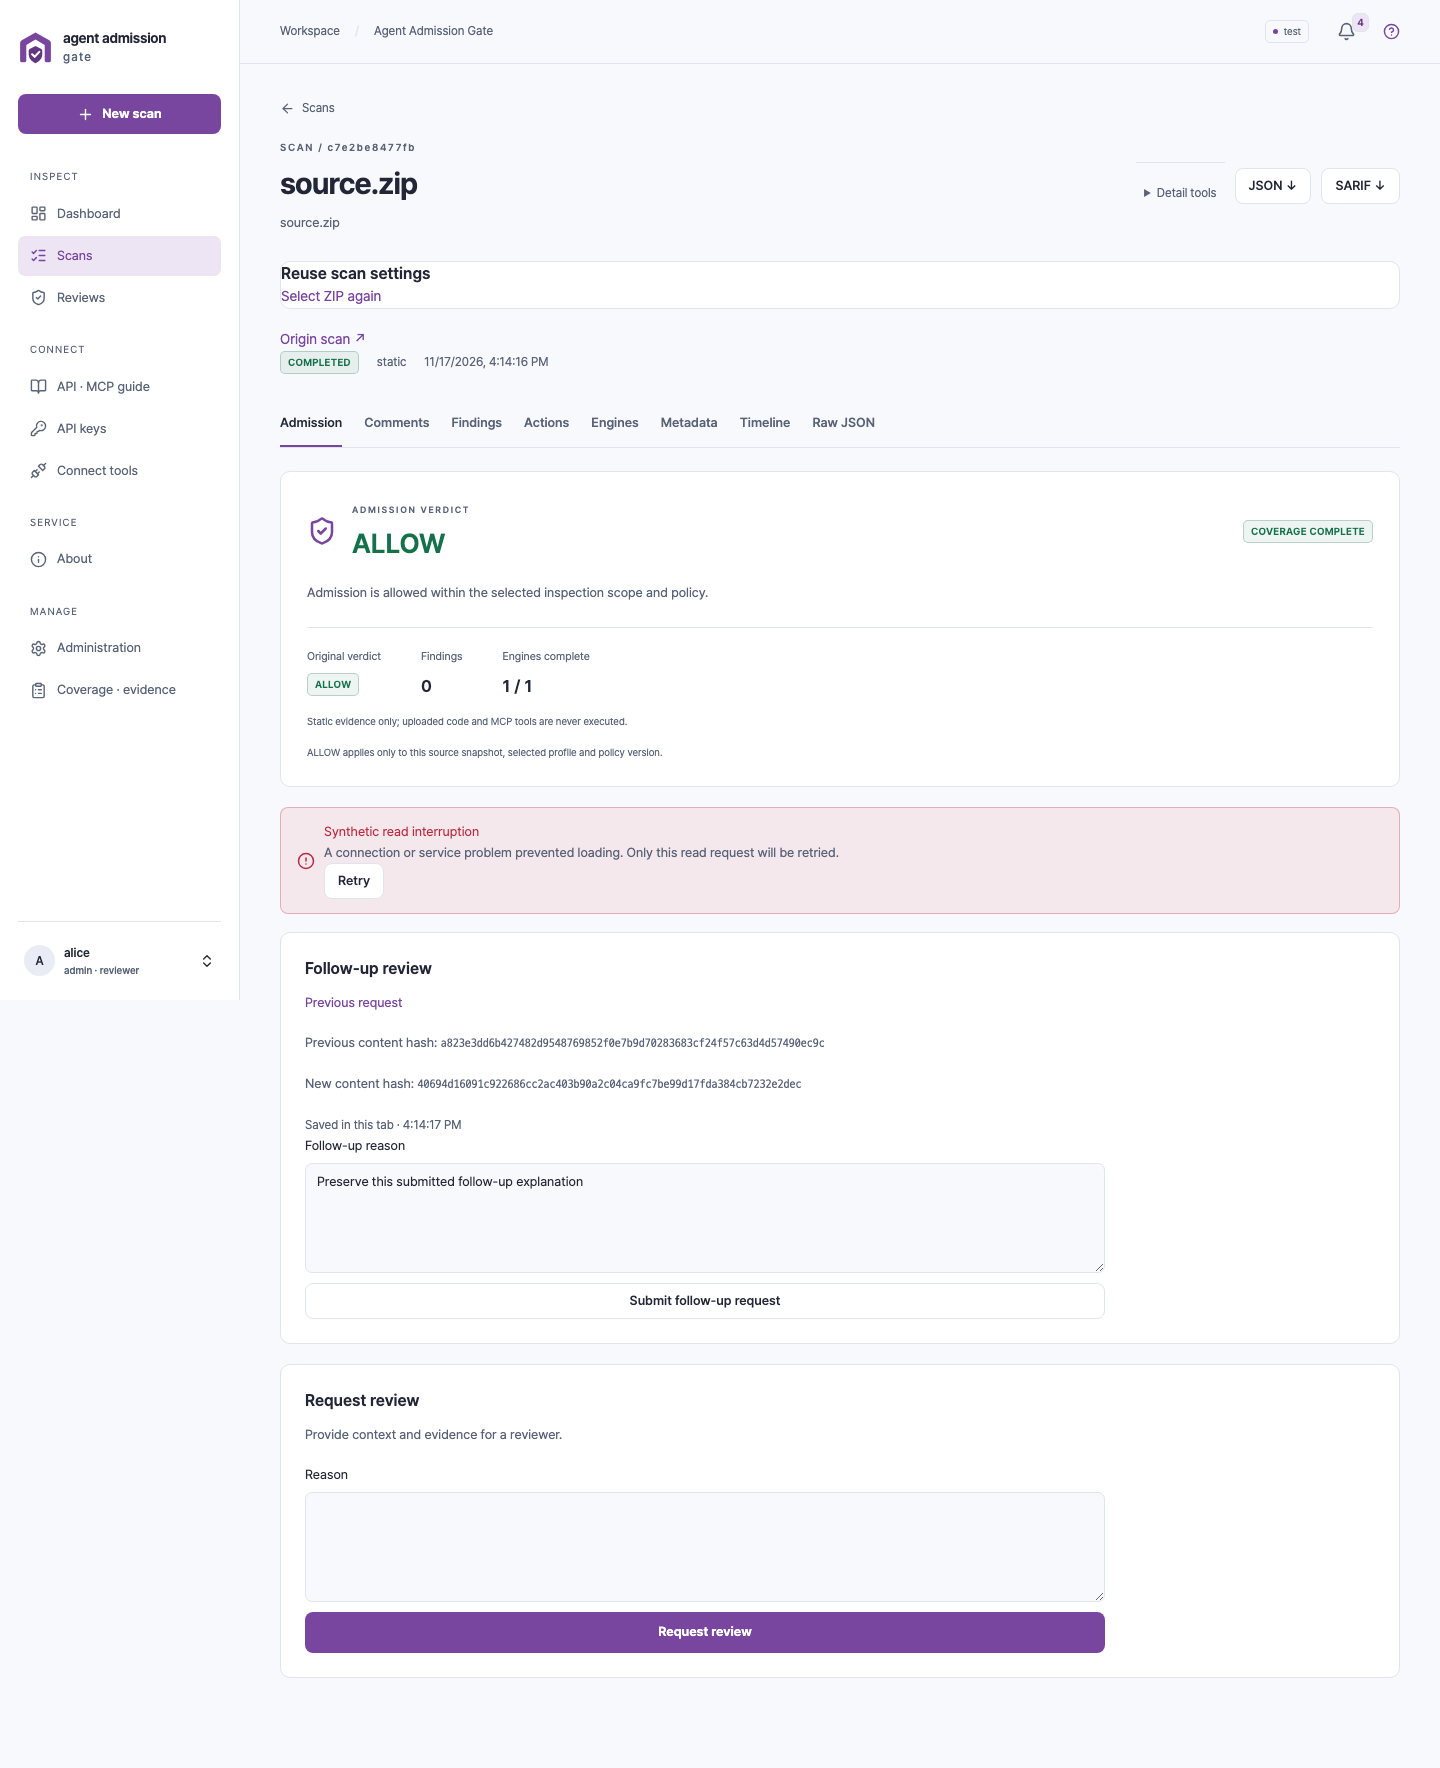 agent admission
gate
New scan
INSPECT
Dashboard
Scans
Reviews
CONNECT
API · MCP guide
API keys
Connect tools
SERVICE
About
MANAGE
Administration
Coverage · evidence
A
alice
admin · reviewer
Workspace / Agent Admission Gate
test
4
Scans
SCAN / c7e2be8477fb
source.zip
source.zip
Detail tools
JSON ↓
SARIF ↓
Reuse scan settings
Select ZIP again
Origin scan ↗
COMPLETED static 11/17/2026, 4:14:16 PM
Admission Comments Findings Actions Engines Metadata Timeline Raw JSON
ADMISSION VERDICT
ALLOW
COVERAGE COMPLETE
Admission is allowed within the selected inspection scope and policy.
Original verdict Findings Engines complete
ALLOW 0 1 / 1
Static evidence only; uploaded code and MCP tools are never executed.
ALLOW applies only to this source snapshot, selected profile and policy version.
Synthetic read interruption
A connection or service problem prevented loading. Only this read request will be retried.
Retry
Follow-up review
Previous request
Previous content hash: a823e3dd6b427482d9548769852f0e7b9d70283683cf24f57c63d4d57490ec9c
New content hash: 40694d16091c922686cc2ac403b90a2c04ca9fc7be99d17fda384cb7232e2dec
Saved in this tab · 4:14:17 PM
Follow-up reason
Preserve this submitted follow-up explanation
Submit follow-up request
Request review
Provide context and evidence for a reviewer.
Reason
Request review